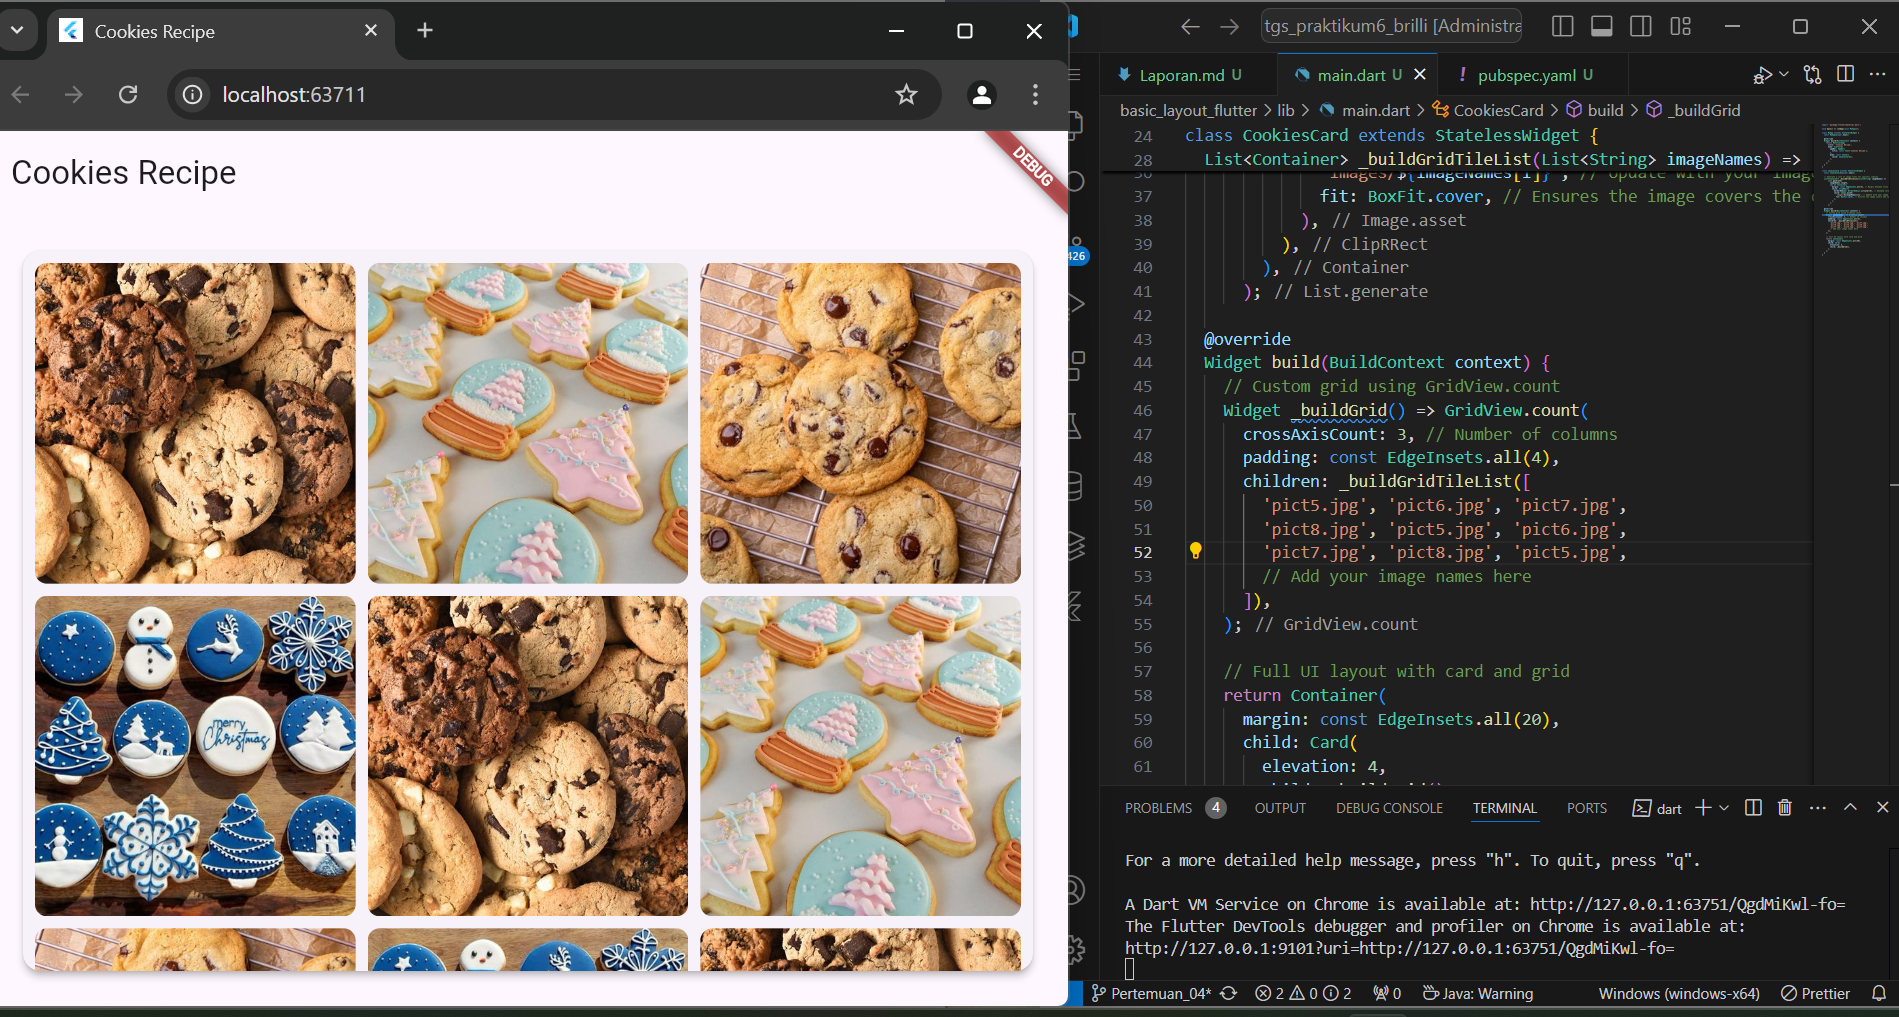 Cookies Recipe
localhost:63711
Cookies Recipe
DEBUG
merry
Christmas
tgs_praktikum6_brilli [Administra
Laporan.md U
main.dart U
! pubspec.yaml U
basic_layout_flutter > lib > main.dart > CookiesCard > build > _buildGrid
24 class CookiesCard extends StatelessWidget {
28 List<Container> _buildGridTileList(List<String> imageNames) =>
36 'images/${imageNames[i]}', // Update with your imag
37 fit: BoxFit.cover, // Ensures the image covers the
38 ), // Image.asset
39 ), // ClipRRect
40 ), // Container
41 ); // List.generate
42
43 @override
44 Widget build(BuildContext context) {
45 // Custom grid using GridView.count
46 Widget _buildGrid() => GridView.count(
47 crossAxisCount: 3, // Number of columns
48 padding: const EdgeInsets.all(4),
49 children: _buildGridTileList([
50 'pict5.jpg', 'pict6.jpg', 'pict7.jpg',
51 'pict8.jpg', 'pict5.jpg', 'pict6.jpg',
52 'pict7.jpg', 'pict8.jpg', 'pict5.jpg',
53 // Add your image names here
54 ]),
55 ); // GridView.count
56
57 // Full UI layout with card and grid
58 return Container(
59 margin: const EdgeInsets.all(20),
60 child: Card(
61 elevation: 4,
426
PROBLEMS 4 OUTPUT DEBUG CONSOLE TERMINAL PORTS dart
For a more detailed help message, press "h". To quit, press "q".
A Dart VM Service on Chrome is available at: http://127.0.0.1:63751/QgdMiKwl-fo=
The Flutter DevTools debugger and profiler on Chrome is available at:
http://127.0.0.1:9101?uri=http://127.0.0.1:63751/QgdMiKwl-fo=
Pertemuan_04* 2 0 2 0 Java: Warning Windows (windows-x64) Prettier